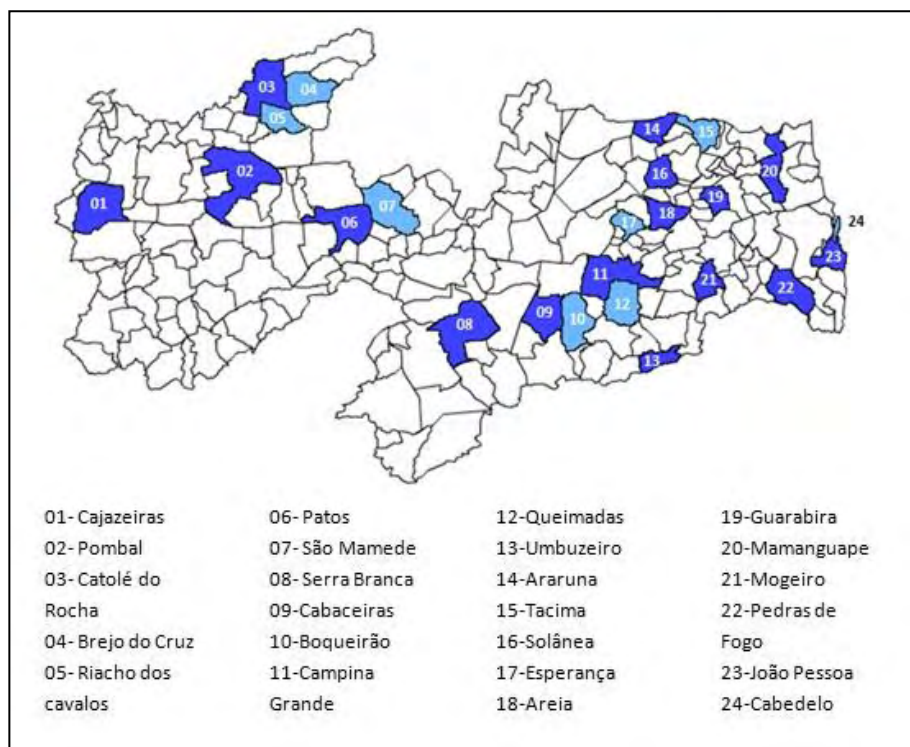 03
04
05
14
15
02
16
20
01
07
19
06
17
18
24
23
11
21
22
09
10
12
08
13
01- Cajazeiras
02- Pombal
03- Catolé do
Rocha
04- Brejo do Cruz
05- Riacho dos
cavalos
06- Patos
07- São Mamede
08- Serra Branca
09-Cabaceiras
10-Boqueirão
11-Campina
Grande
12-Queimadas
13-Umbuzeiro
14-Araruna
15-Tacima
16-Solânea
17-Esperança
18-Areia
19-Guarabira
20-Mamanguape
21-Mogeiro
22-Pedras de
Fogo
23-João Pessoa
24-Cabedelo